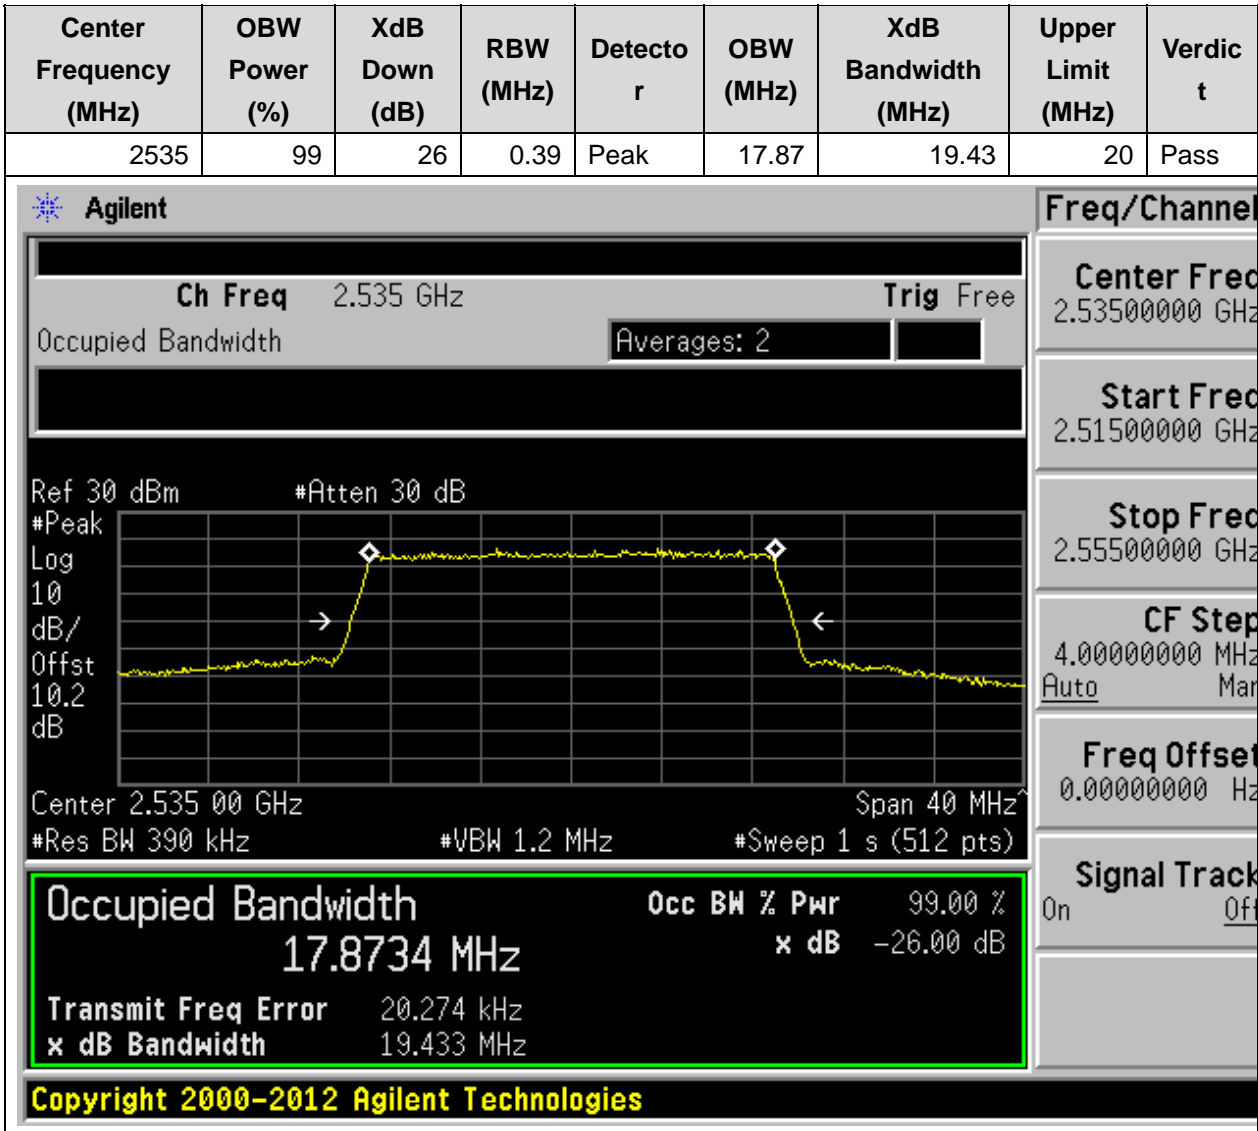 Center Frequency (MHz) OBW Power (%) XdB Down (dB) RBW (MHz) Detecto r OBW (MHz) XdB Bandwidth (MHz) Upper Limit (MHz) Verdic t
2535 99 26 0.39 Peak 17.87 19.43 20 Pass
Agilent
Freq/Channel
Ch Freq 2.535 GHz Trig Free
Occupied Bandwidth Averages: 2
Center Freq
2.53500000 GHz
Start Freq
2.51500000 GHz
Stop Freq
2.55500000 GHz
CF Step
4.00000000 MHz
Auto Man
Freq Offset
0.00000000 Hz
Signal Track
On Off
Ref 30 dBm #Atten 30 dB
#Peak
Log
10
dB/
Offst
10.2
dB
Center 2.535 00 GHz Span 40 MHz^
#Res BW 390 kHz #VBW 1.2 MHz #Sweep 1 s (512 pts)
Occupied Bandwidth Occ BW % Pwr 99.00 %
17.8734 MHz x dB -26.00 dB
Transmit Freq Error 20.274 kHz
x dB Bandwidth 19.433 MHz
Copyright 2000-2012 Agilent Technologies